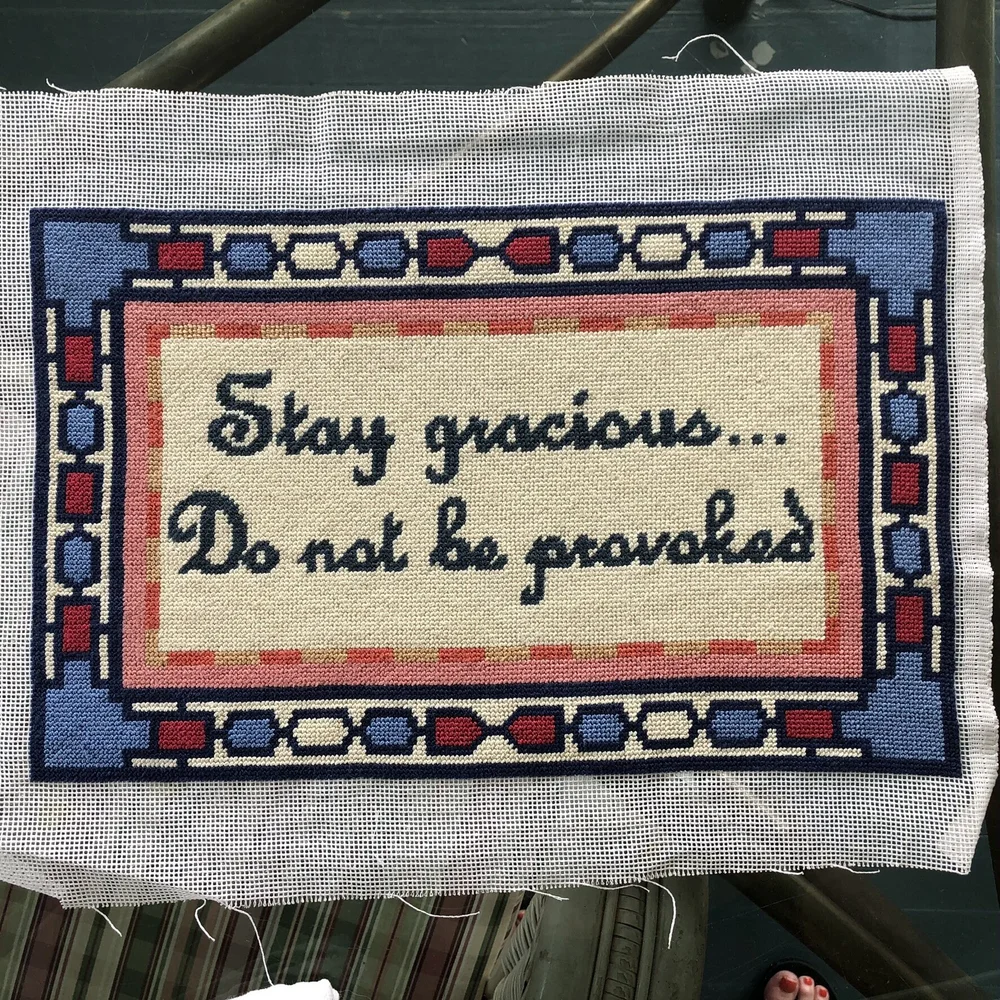 Stay gracious...
Do not be provoked